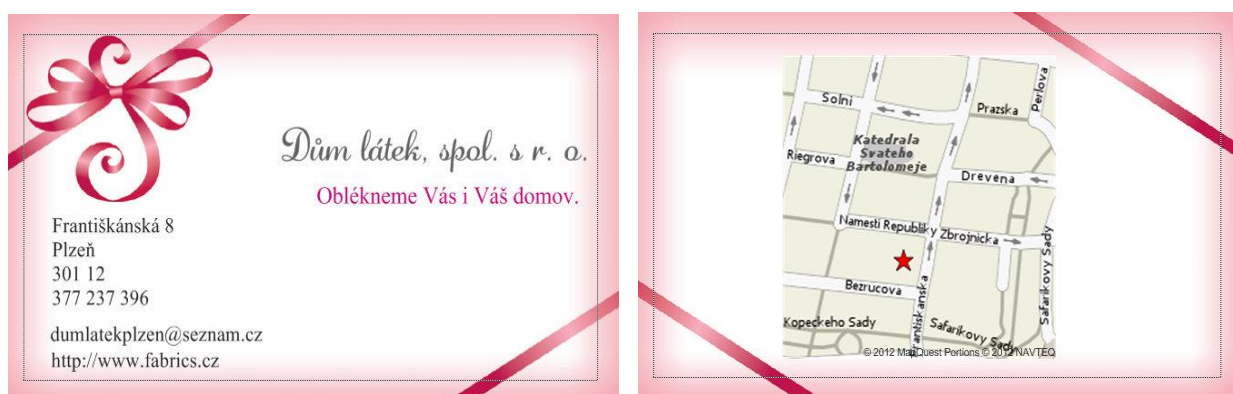 Dům látek, spol. s r. o.
Oblékneme Vás i Váš domov.
Františkánská 8
Plzeň
301 12
377 237 396
dumlatekplzen@seznam.cz
http://www.fabrics.cz
Solni
Prazska
Perlova
Katedrala
Svateho
Bartolomeje
Riegrova
Drevena
Namesti Republiky
Zbrojnicka
Safarikovy Sady
Bezrucova
Frantiskanska
Kopeckeho Sady
Safarikovy Sady
© 2012 MapQuest Portions © 2012 NAVTEQ